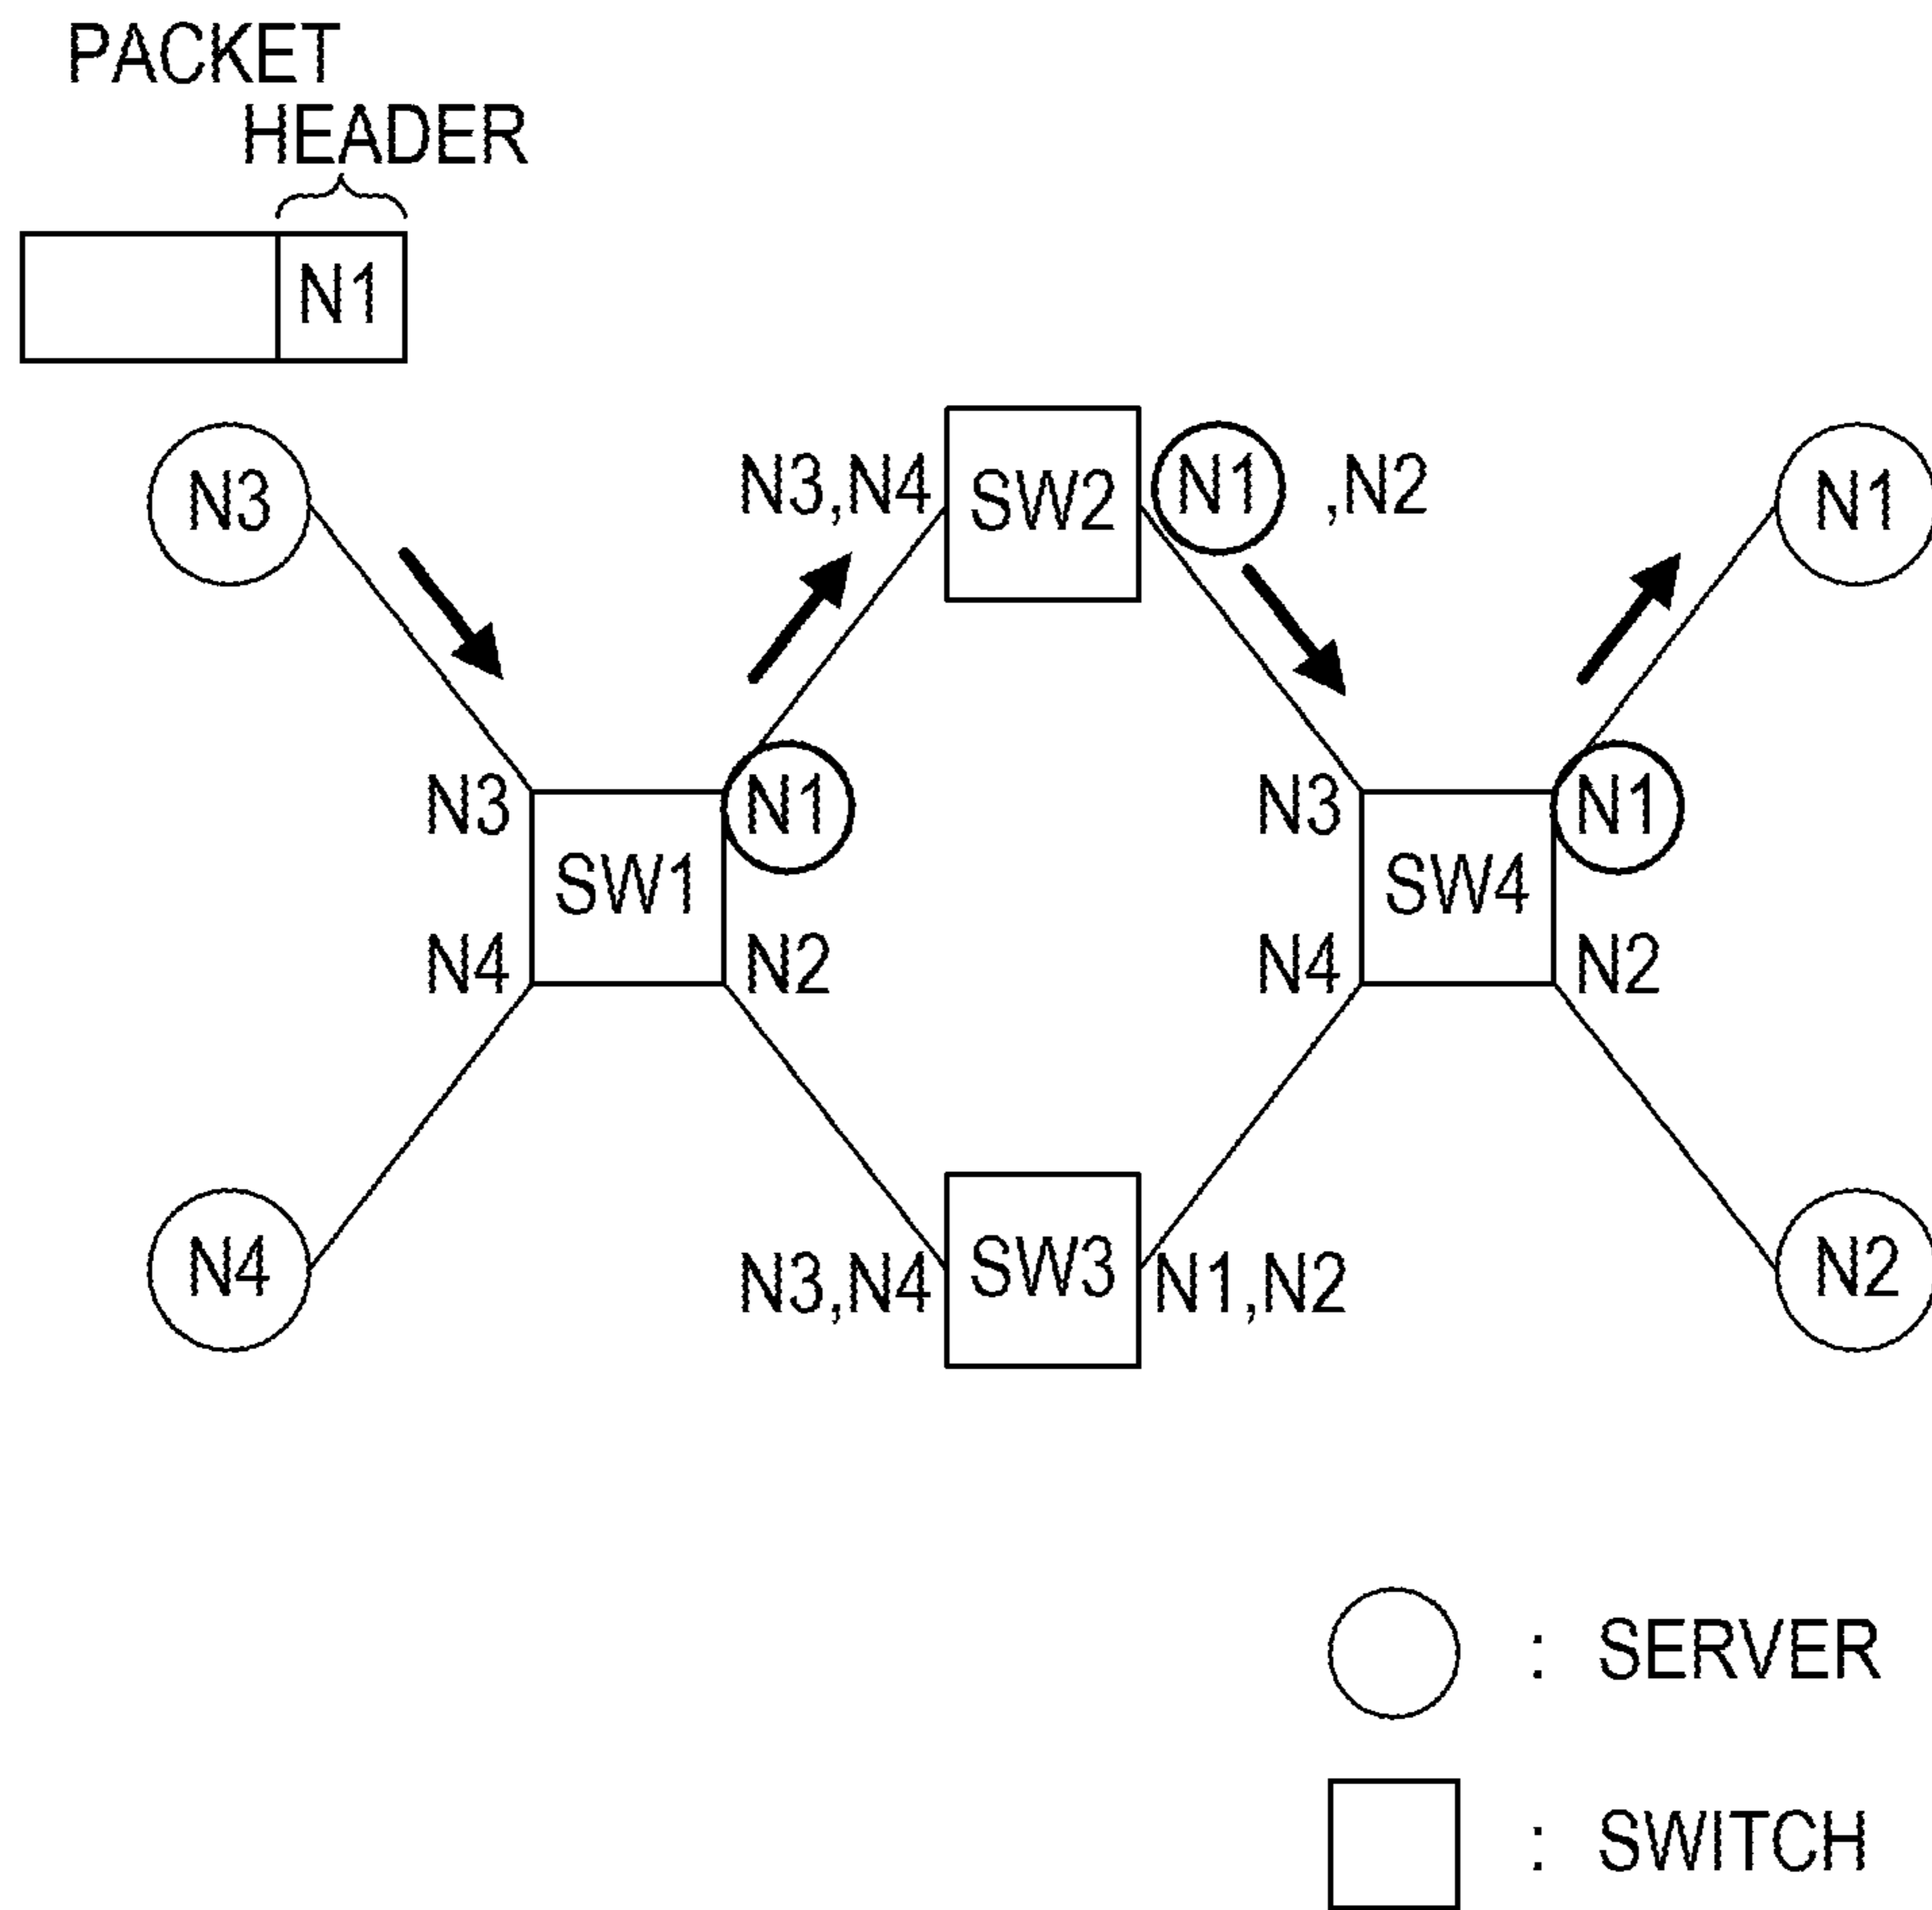 PACKET
HEADER
N1
N3
N3,N4
SW2
N1 ,N2
N1
N3
N1
N3
N1
SW1
SW4
N4
N2
N4
N2
N4
N3,N4
SW3
N1,N2
N2
: SERVER
: SWITCH